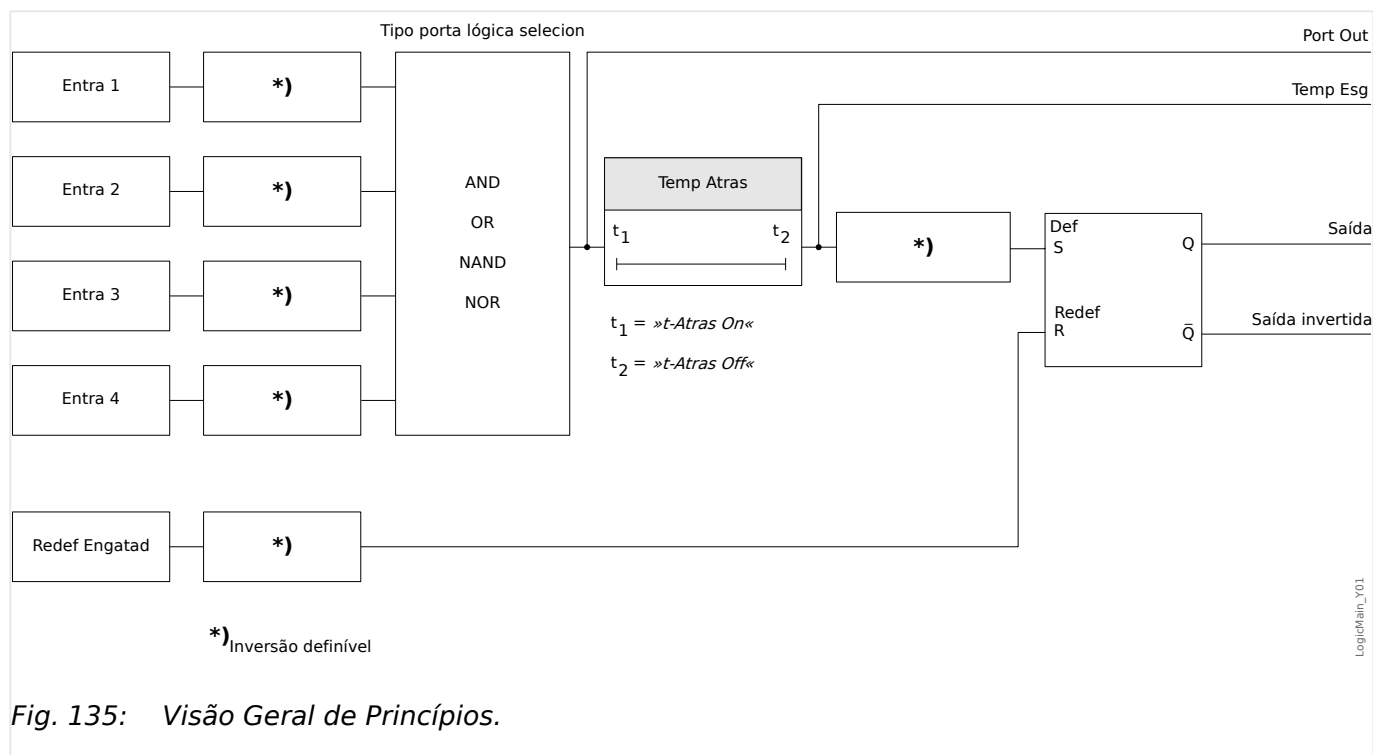 Tipo porta lógica selecion
Port Out
Entra 1
*)
Temp Esg
Entra 2
*)
AND
OR
NAND
NOR
Temp Atras
t1
t2
*)
Def
S
Q
Saída
Entra 3
*)
t1 = »t-Atras On«
t2 = »t-Atras Off«
Redef
R
Q̅
Saída invertida
Entra 4
*)
Redef Engatad
*)
*)Inversão definível
LogicMain_Y01
Fig. 135: Visão Geral de Princípios.